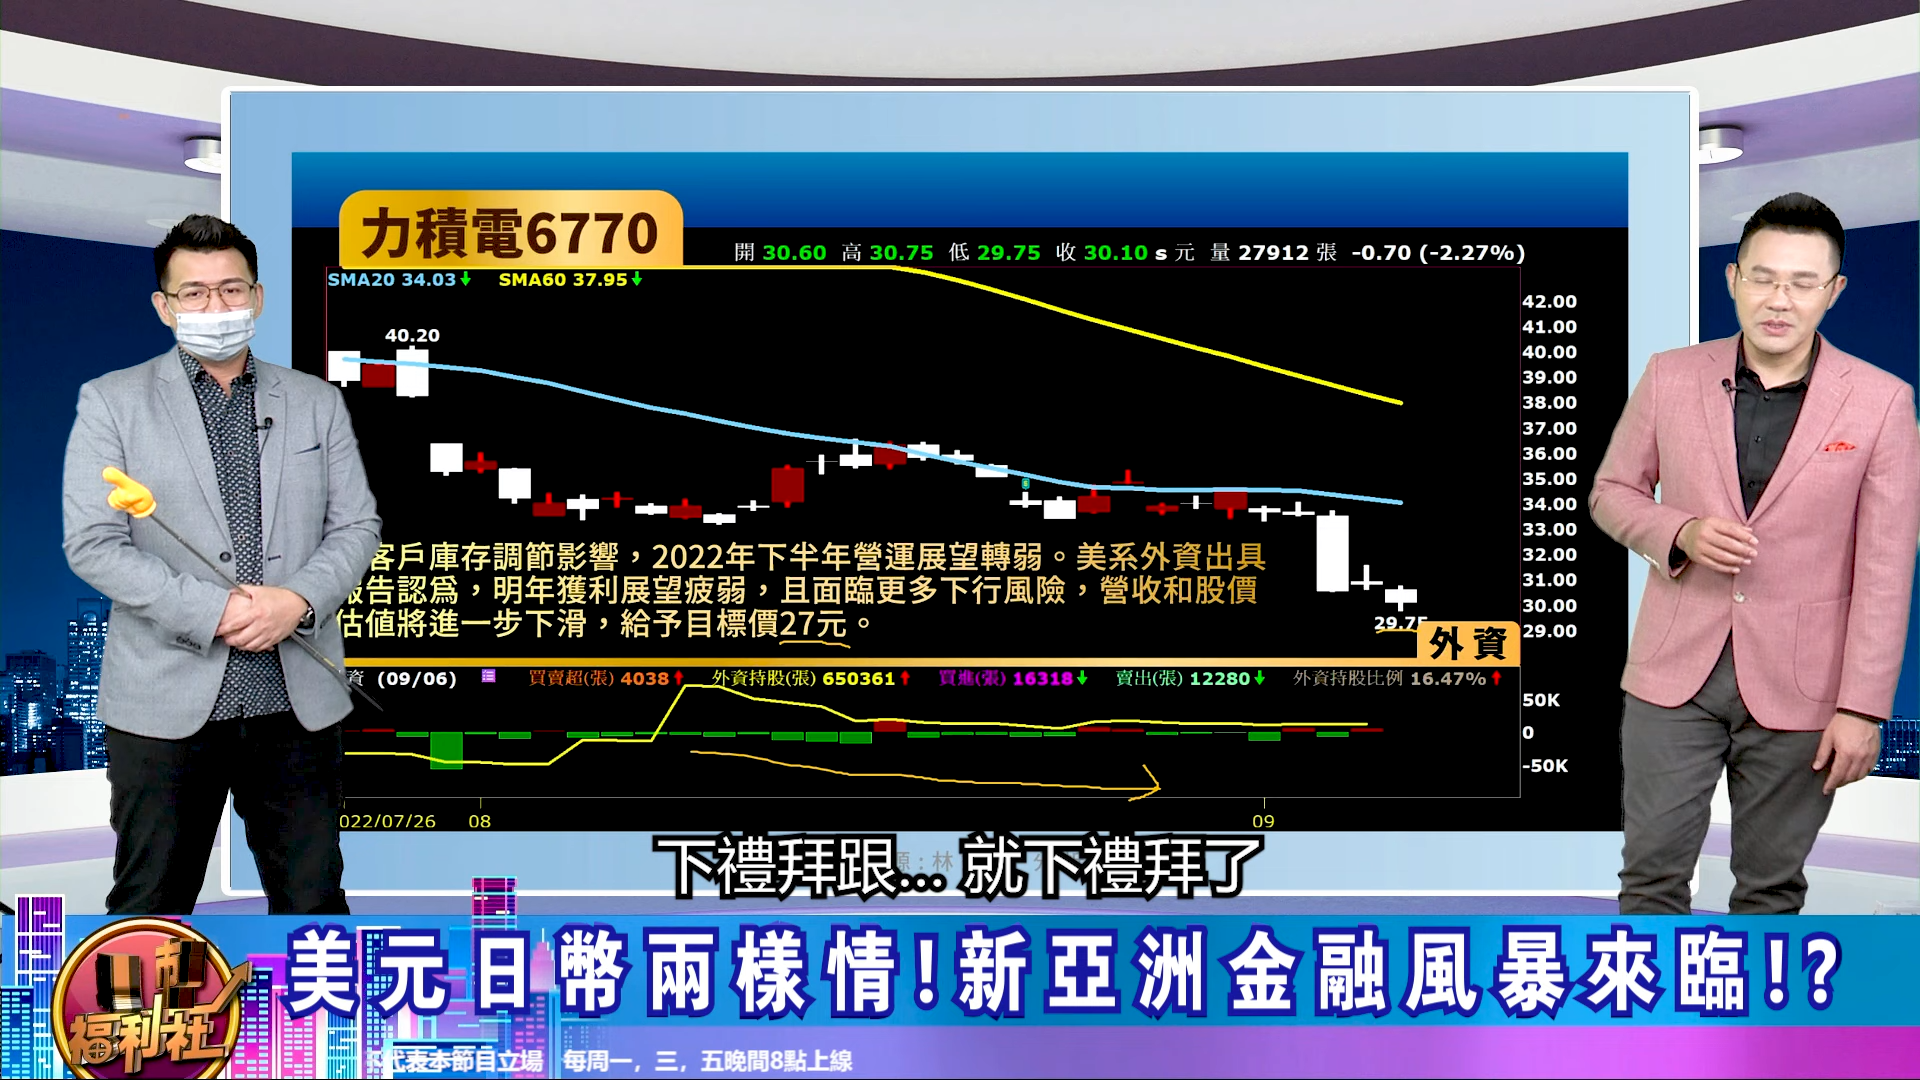 力積電6770
開 30.60 高 30.75 低 29.75 收 30.10 s 元 量 27912 張 -0.70 (-2.27%)
SMA20 34.03↓ SMA60 37.95↓
40.20
42.00
41.00
40.00
39.00
38.00
37.00
36.00
35.00
34.00
33.00
32.00
31.00
30.00
29.00
客戶庫存調節影響，2022年下半年營運展望轉弱。美系外資出具
報告認為，明年獲利展望疲弱，且面臨更多下行風險，營收和股價
估值將進一步下滑，給予目標價27元。
29.75
外資
資 (09/06) 買賣超(張) 4038↑ 外資持股(張) 650361↑ 買進(張) 16318↓ 賣出(張) 12280↓ 外資持股比例 16.47%↑
50K
0
-50K
022/07/26 08 09
源：林
下禮拜跟... 就下禮拜了
美元日幣兩樣情!新亞洲金融風暴來臨!?
福利社
代表本節目立場 每周一，三，五晚間8點上線